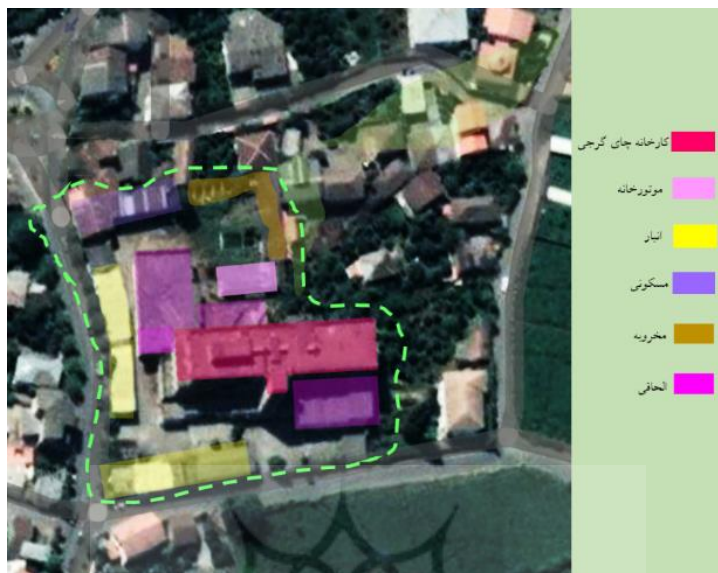 کارخانه چای گرجی
موتورخانه
انبار
مسکونی
مخروبه
الحاقی